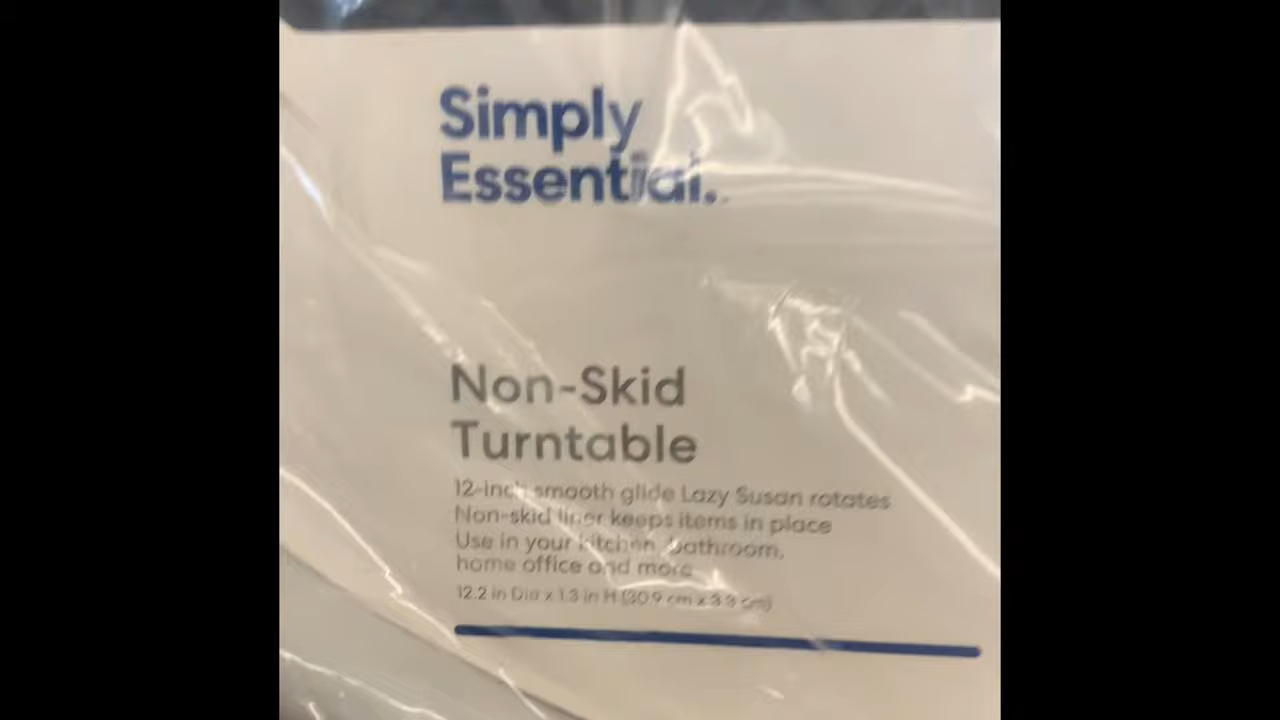 Simply
Essential.
Non-Skid
Turntable
12-inch smooth glide Lazy Susan rotates
Non-skid liner keeps items in place
Use in your kitchen, bathroom,
home office and more
12.2 in Dia x 1.3 in H (30.9 cm x 3.3 cm)